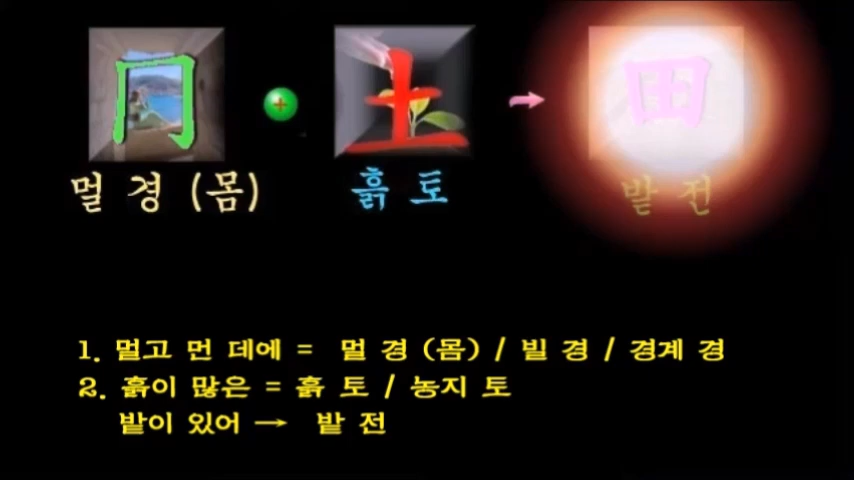 冂 + 土 → 田
멀 경 (몸) 흙 토 밭 전
1. 멀고 먼 데에 = 멀 경 (몸) / 빌 경 / 경계 경
2. 흙이 많은 = 흙 토 / 농지 토
밭이 있어 → 밭 전